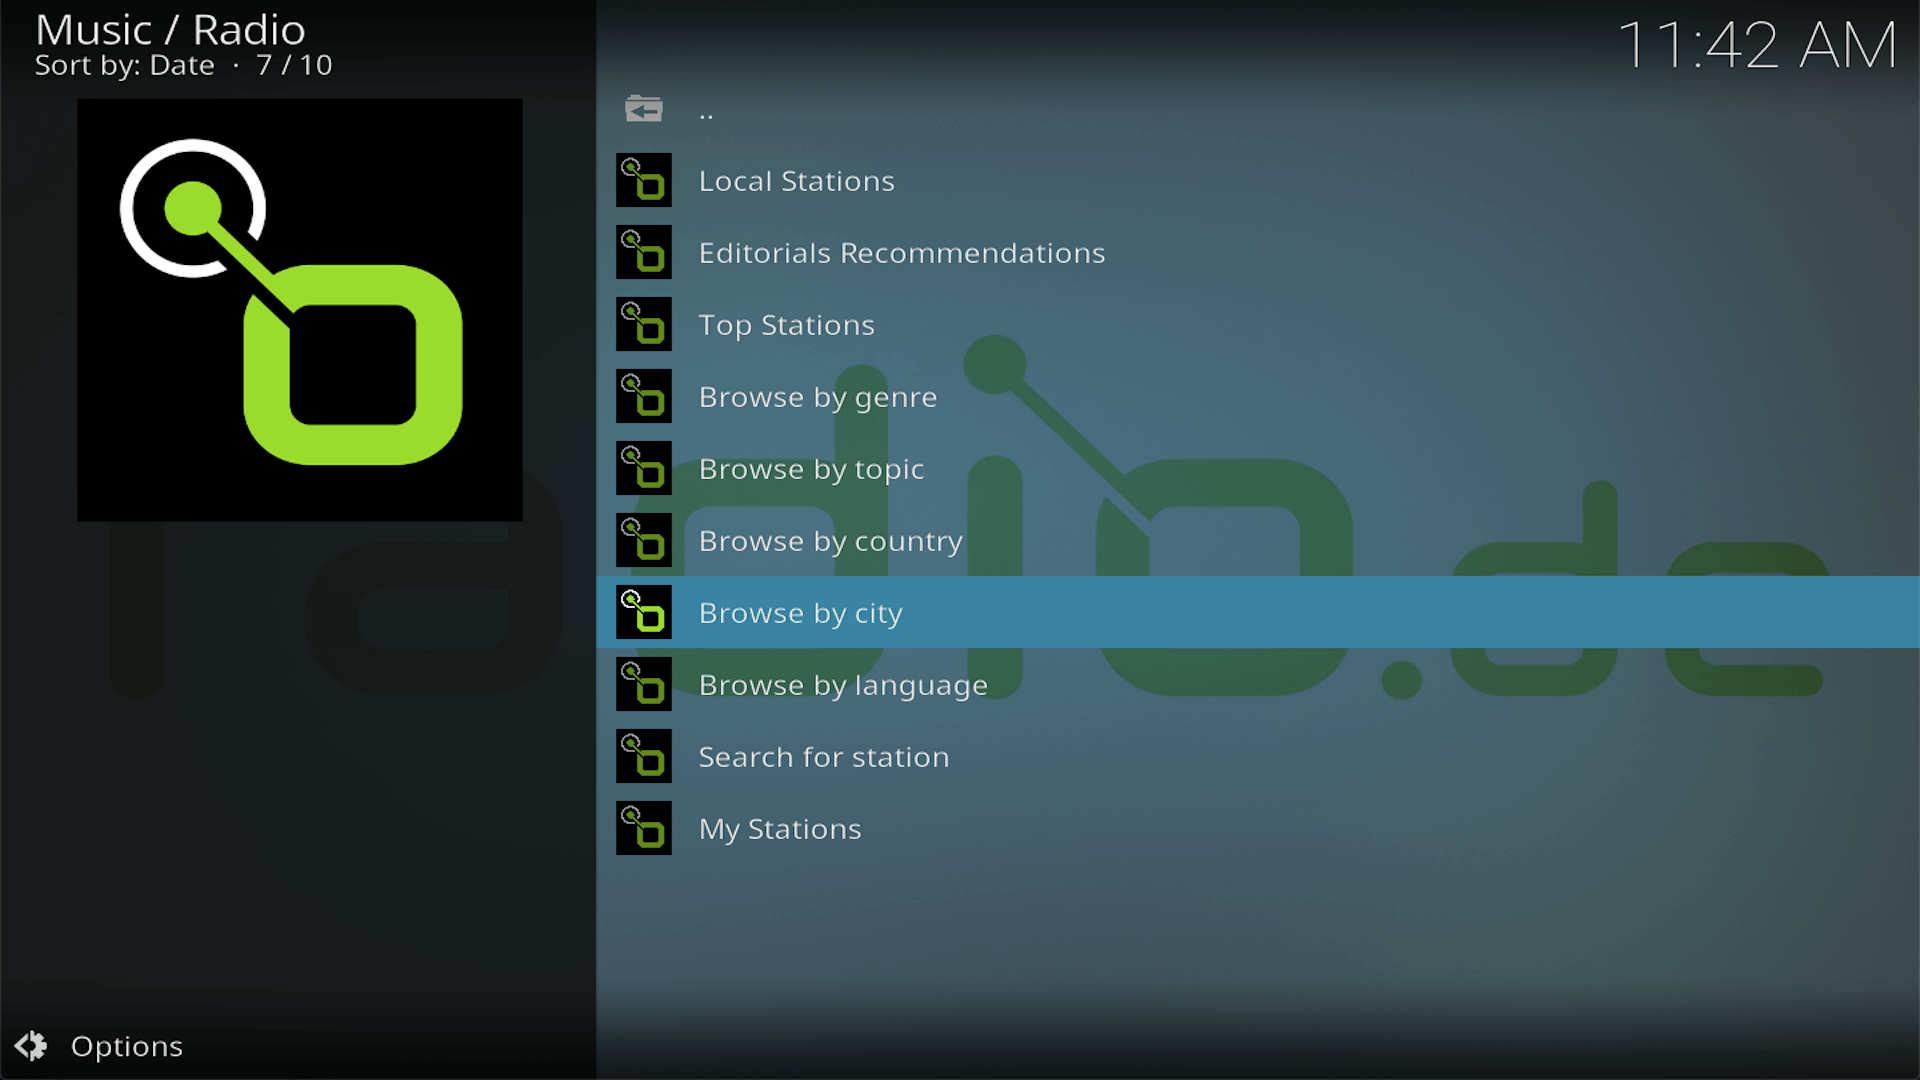 Music / Radio
Sort by: Date · 7 / 10
11:42 AM
..
Local Stations
Editorials Recommendations
Top Stations
Browse by genre
Browse by topic
Browse by country
Browse by city
Browse by language
Search for station
My Stations
radio.de
Options